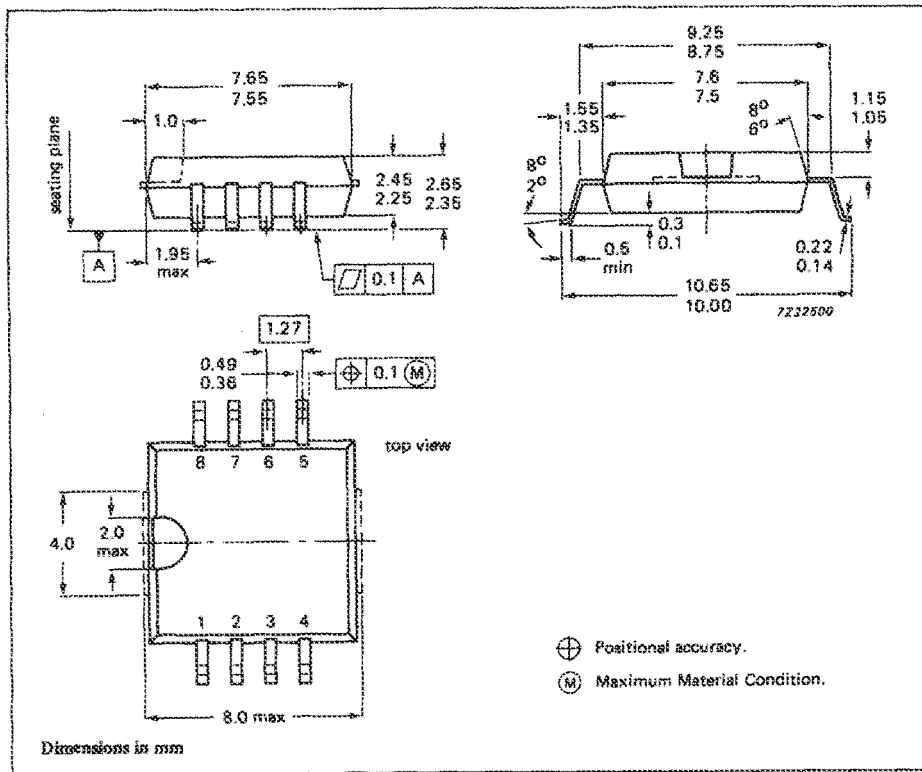 7.65
7.55
1.0
seating plane
2.45
2.25
2.65
2.35
A
1.95
max
0.1 A
9.25
8.75
7.6
7.5
1.55
1.35
8°
6°
1.15
1.05
8°
2°
0.3
0.1
0.5
min
0.22
0.14
10.65
10.00
7Z22500
1.27
0.49
0.36
0.1 M
8 7 6 5
top view
4.0
2.0
max
1 2 3 4
8.0 max
Positional accuracy.
M Maximum Material Condition.
Dimensions in mm